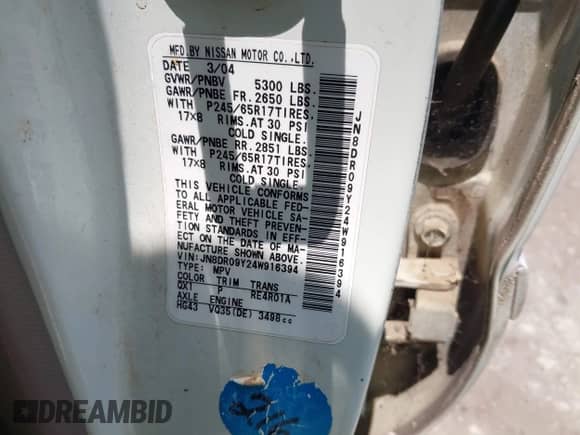 MFD.BY NISSAN MOTOR CO.,LTD.
DATE 3/04
GVWR/PNBV 5300 LBS.
GAWR/PNBE FR. 2650 LBS.
WITH P245/65R17TIRES,
17X8 RIMS.AT 30 PSI
COLD SINGLE.
GAWR/PNBE RR. 2851 LBS.
WITH P245/65R17TIRES,
17X8 RIMS.AT 30 PSI
COLD SINGLE.
THIS VEHICLE CONFORMS
TO ALL APPLICABLE FED-
ERAL MOTOR VEHICLE SA-
FETY AND THEFT PREVEN-
TION STANDARDS IN EFF-
ECT ON THE DATE OF MA-
NUFACTURE SHOWN ABOVE.
VIN:JN8DR09Y24W916394
TYPE: MPV
COLOR TRIM TRANS
QX1 P RE4R01A
AXLE ENGINE
HG43 VQ35(DE) 3498cc
JN8DR09Y24W916394
DREAMBID